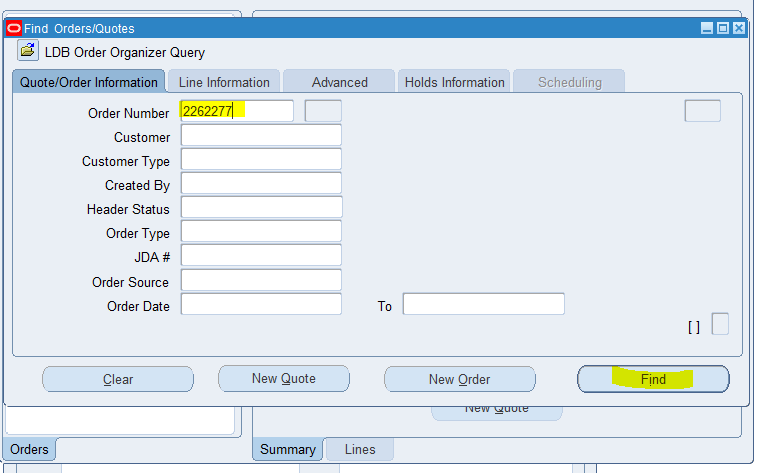 Find Orders/Quotes
LDB Order Organizer Query
Quote/Order Information Line Information Advanced Holds Information Scheduling
Order Number 2262277
Customer
Customer Type
Created By
Header Status
Order Type
JDA #
Order Source
Order Date To
[ ]
Clear New Quote New Order Find
New Quote
Orders Summary Lines